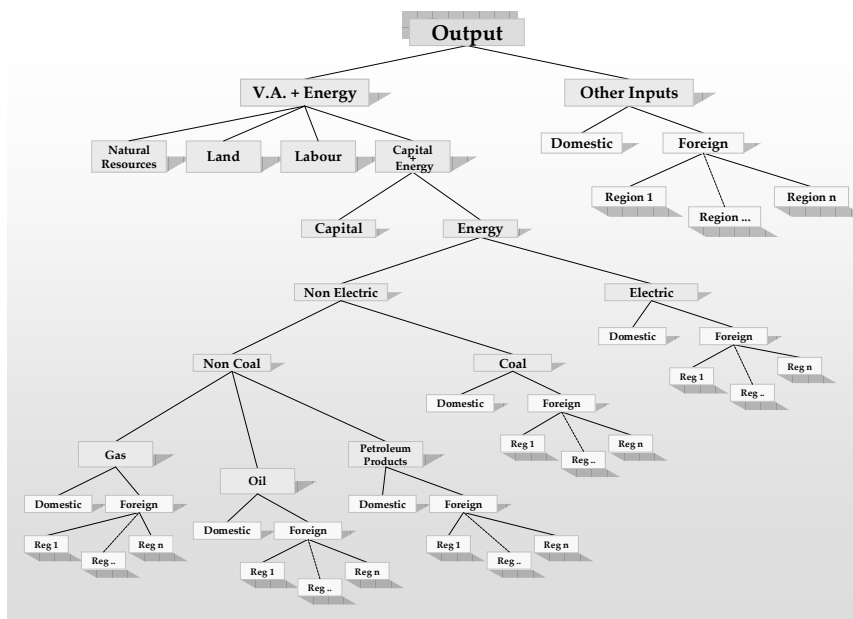 Output
V.A. + Energy
Other Inputs
Natural
Resources
Land
Labour
Capital
+
Energy
Domestic
Foreign
Region 1
Region ...
Region n
Capital
Energy
Non Electric
Electric
Domestic
Foreign
Reg 1
Reg ..
Reg n
Non Coal
Coal
Domestic
Foreign
Reg 1
Reg ..
Reg n
Gas
Oil
Petroleum
Products
Domestic
Foreign
Reg 1
Reg ..
Reg n
Domestic
Foreign
Reg 1
Reg ..
Reg n
Domestic
Foreign
Reg 1
Reg ..
Reg n